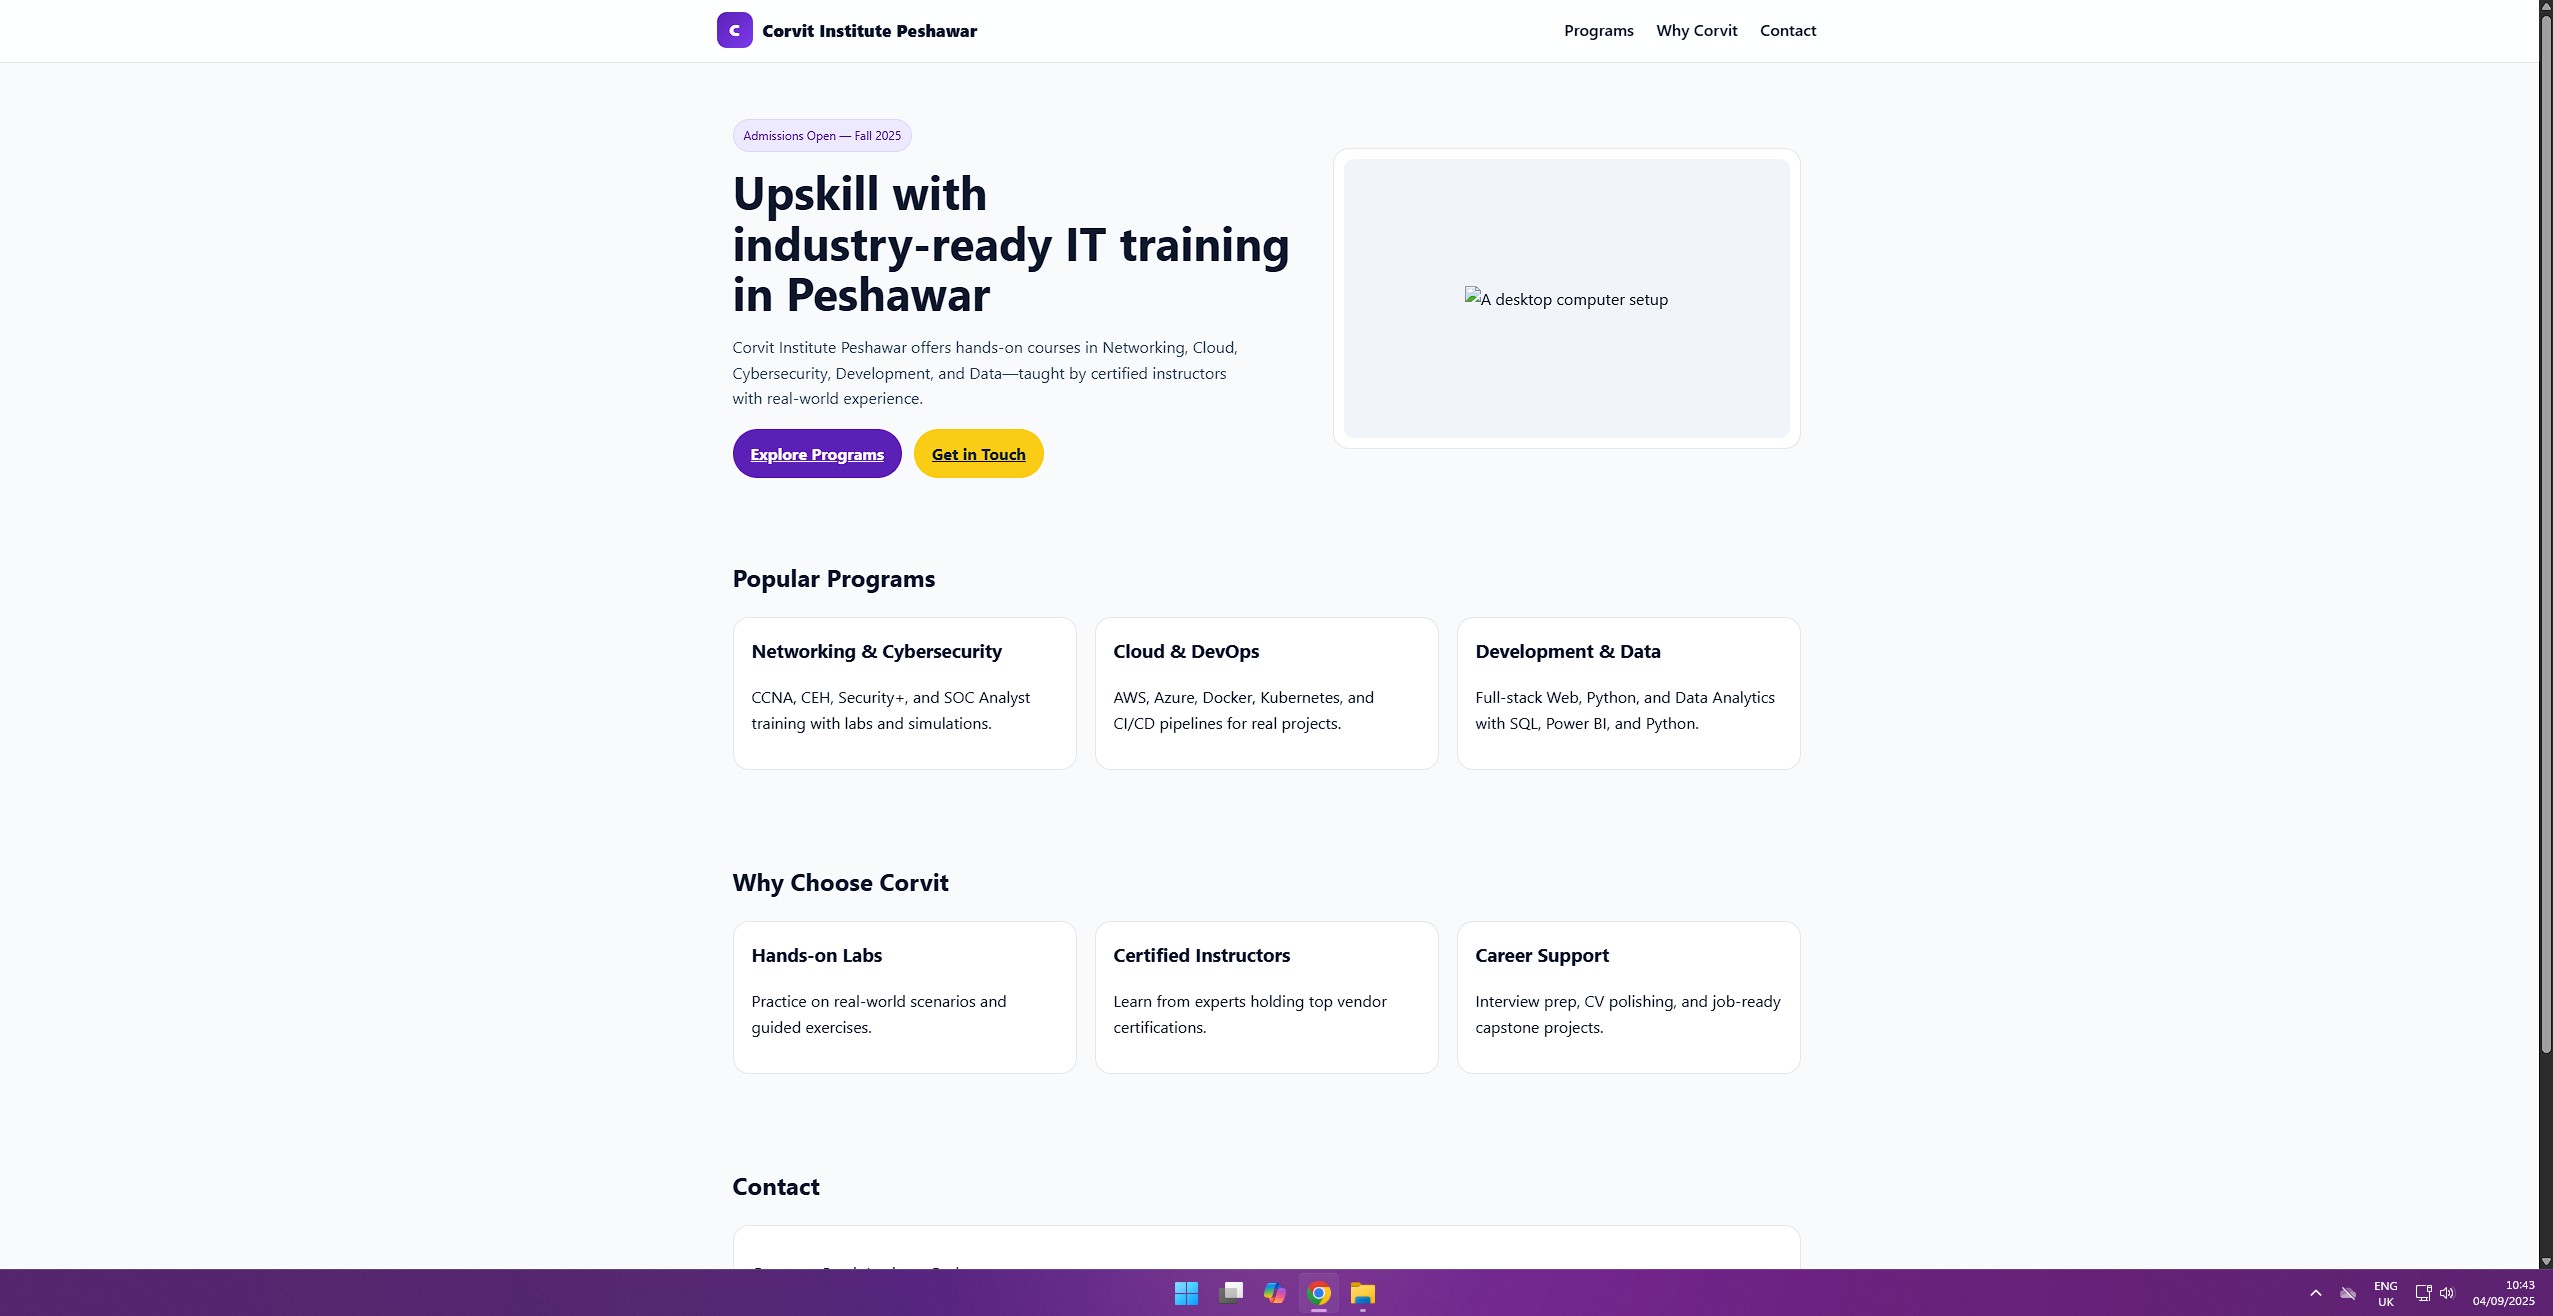 C Corvit Institute Peshawar
Programs Why Corvit Contact
Admissions Open — Fall 2025
Upskill with
industry-ready IT training
in Peshawar
Corvit Institute Peshawar offers hands-on courses in Networking, Cloud,
Cybersecurity, Development, and Data—taught by certified instructors
with real-world experience.
Explore Programs Get in Touch
A desktop computer setup
Popular Programs
Networking & Cybersecurity
CCNA, CEH, Security+, and SOC Analyst
training with labs and simulations.
Cloud & DevOps
AWS, Azure, Docker, Kubernetes, and
CI/CD pipelines for real projects.
Development & Data
Full-stack Web, Python, and Data Analytics
with SQL, Power BI, and Python.
Why Choose Corvit
Hands-on Labs
Practice on real-world scenarios and
guided exercises.
Certified Instructors
Learn from experts holding top vendor
certifications.
Career Support
Interview prep, CV polishing, and job-ready
capstone projects.
Contact
ENG
UK
10:43
04/09/2025